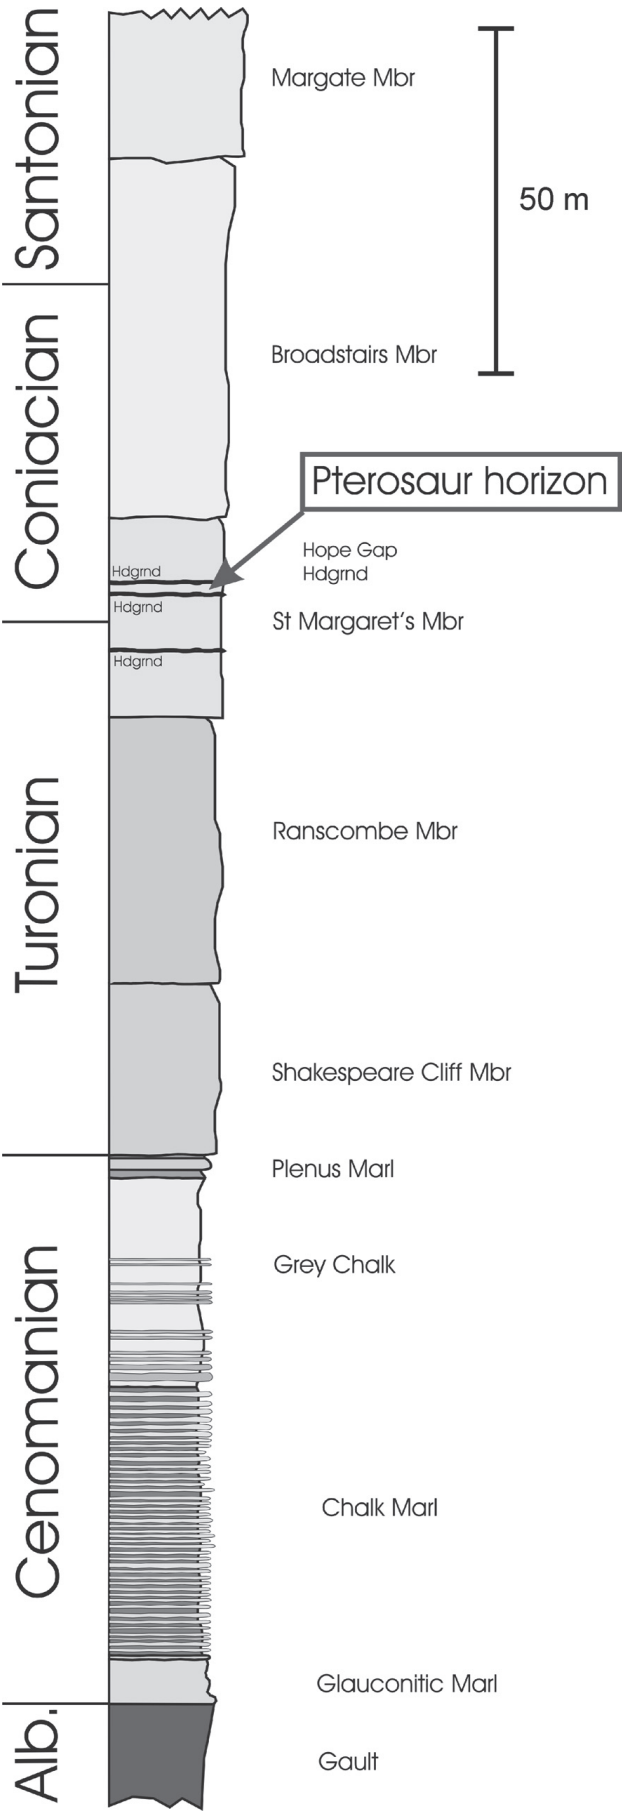 Santonian
Margate Mbr
50 m
Coniacian
Broadstairs Mbr
Pterosaur horizon
Hope Gap
Hdgrnd
Hdgrnd
Hdgrnd
St Margaret's Mbr
Hdgrnd
Turonian
Ranscombe Mbr
Shakespeare Cliff Mbr
Plenus Marl
Cenomanian
Grey Chalk
Chalk Marl
Glauconitic Marl
Alb.
Gault